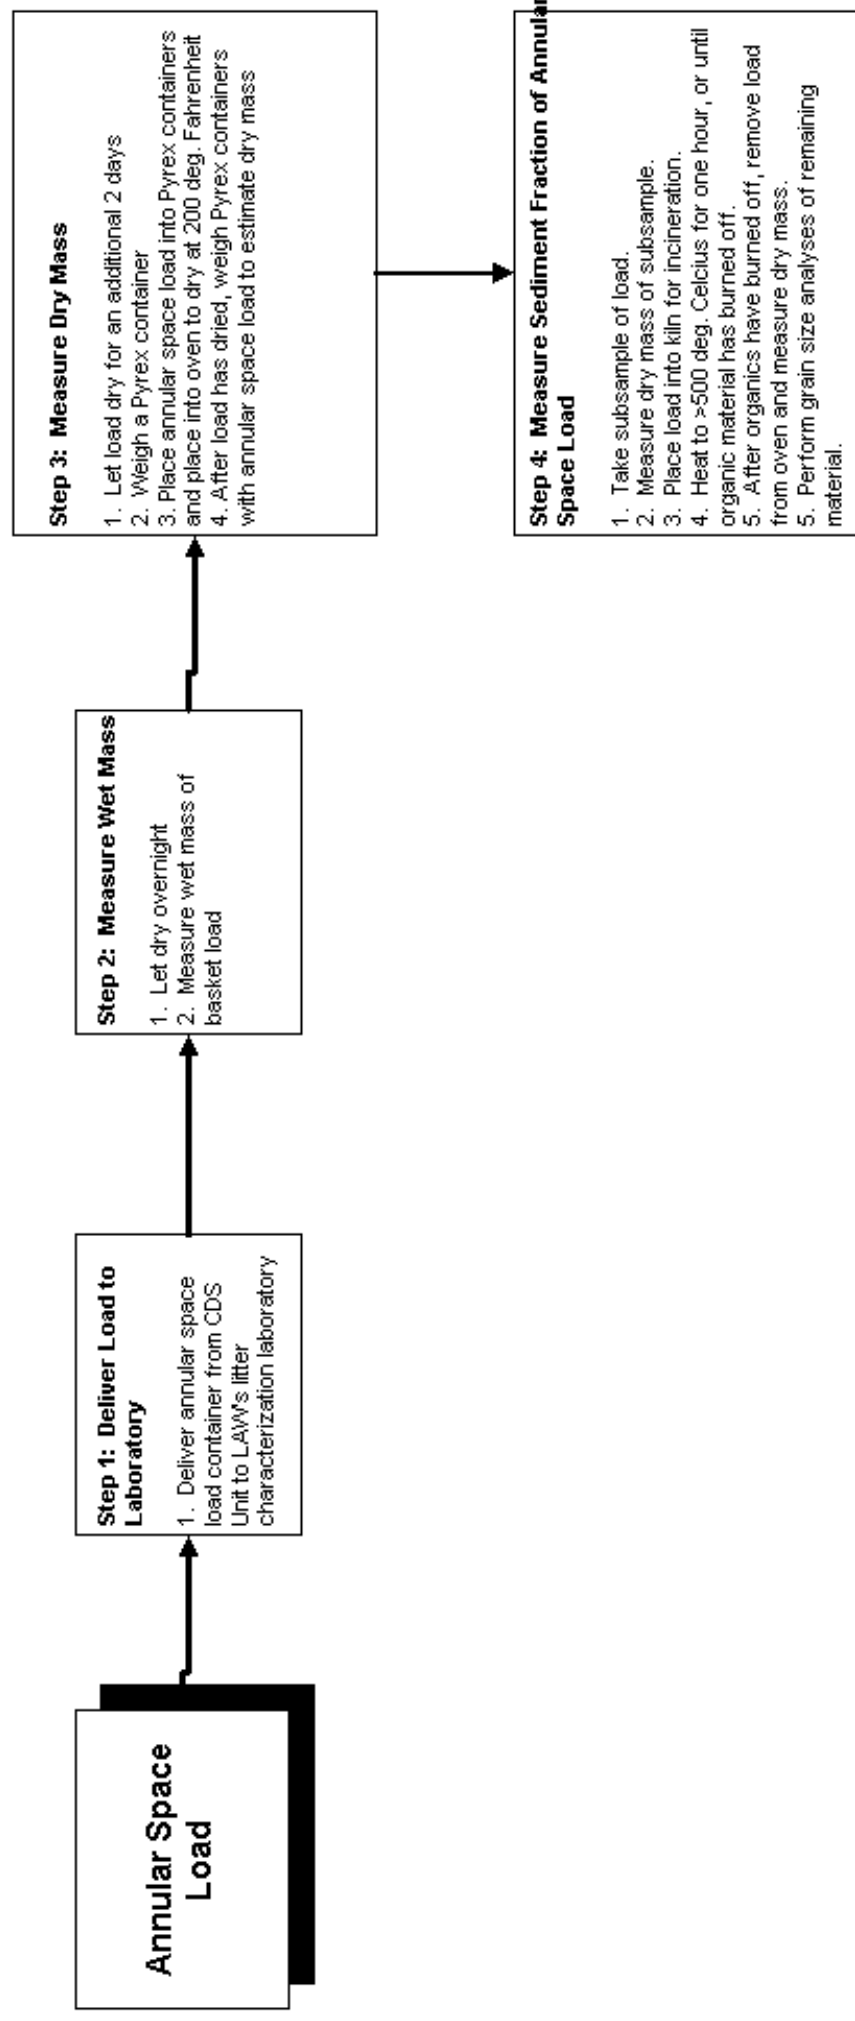 Annular Space
Load
Step 1:  Deliver Load to
Laboratory
1.  Deliver annular space
load container from CDS
Unit to LAW's litter
characterization laboratory
Step 2:  Measure Wet Mass
1.  Let dry overnight
2.  Measure wet mass of
basket load
Step 3:  Measure Dry Mass
1. Let load dry for an additional 2 days
2. Weigh a Pyrex container
3. Place annular space load into Pyrex containers
and place into oven to dry at 200 deg. Fahrenheit
4. After load has dried, weigh Pyrex containers
with annular space load to estimate dry mass
Step 4:  Measure Sediment Fraction of Annular
Space Load
1.  Take subsample of load.
2.  Measure dry mass of subsample.
3.  Place load into kiln for incineration.
4.  Heat to >500 deg. Celcius for one hour, or until
organic material has burned off.
5.  After organics have burned off, remove load
from oven and measure dry mass.
5.  Perform grain size analyses of remaining
material.